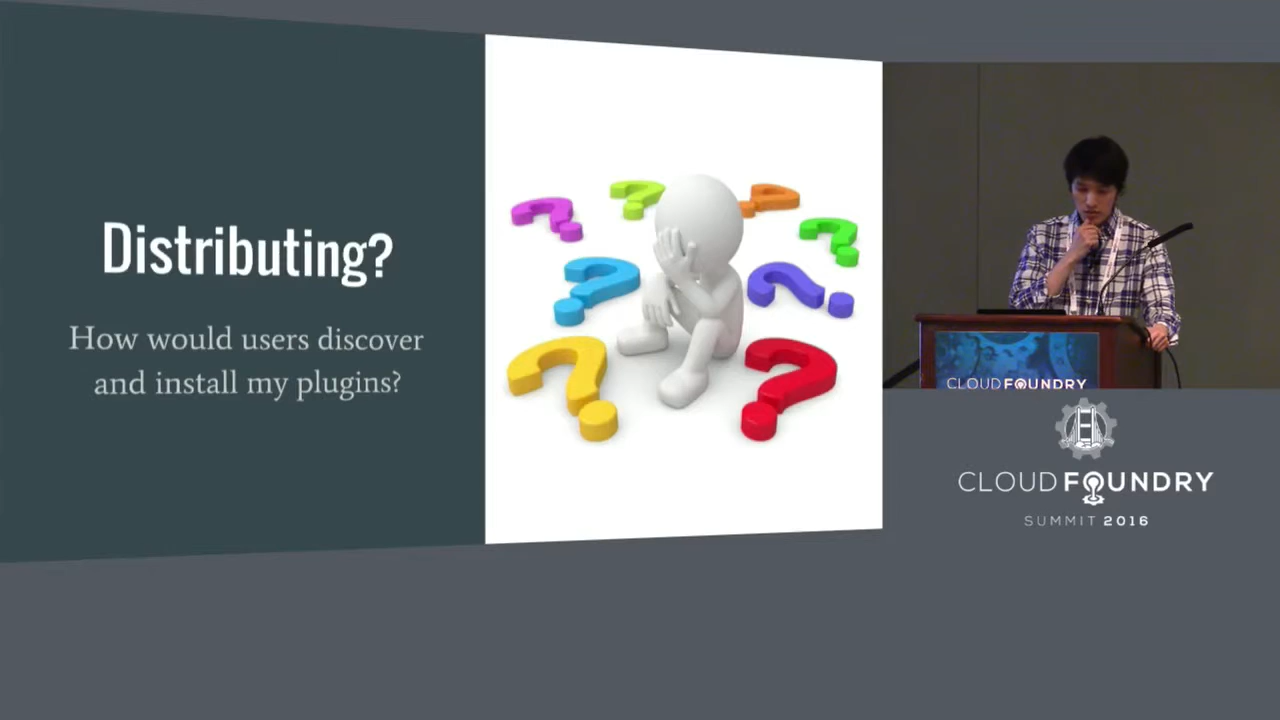 Distributing?
How would users discover
and install my plugins?
CLOUD FOUNDRY
CLOUD FOUNDRY
SUMMIT 2016